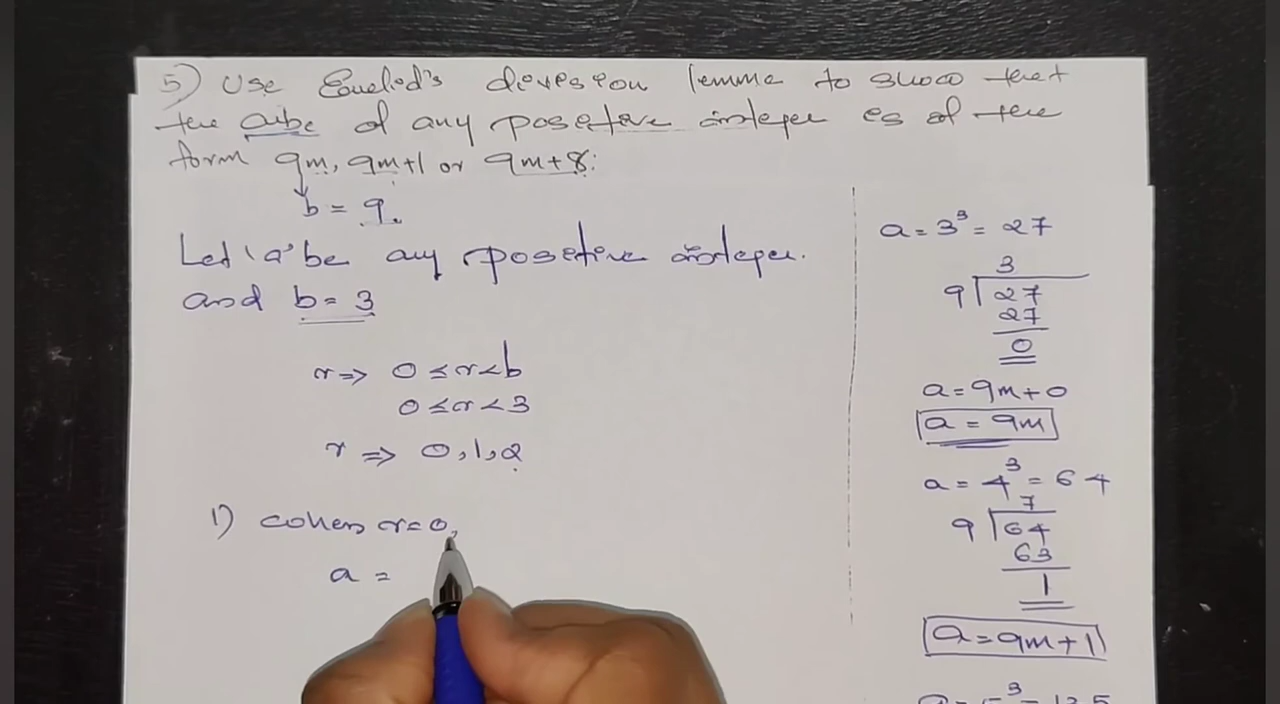 5) Use Euclid's division lemma to show that
the cube of any positive integer is of the
form 9m, 9m+1 or 9m+8.
b = 9.
Let 'a' be any positive integer.
and b = 3
r => 0 ≤ r < b
0 ≤ r < 3
r => 0, 1, 2
1) when r = 0,
a =
a = 3³ = 27
3
9 27
27
0
a = 9m + 0
a = 9m
a = 4³ = 64
7
9 64
63
1
a = 9m + 1